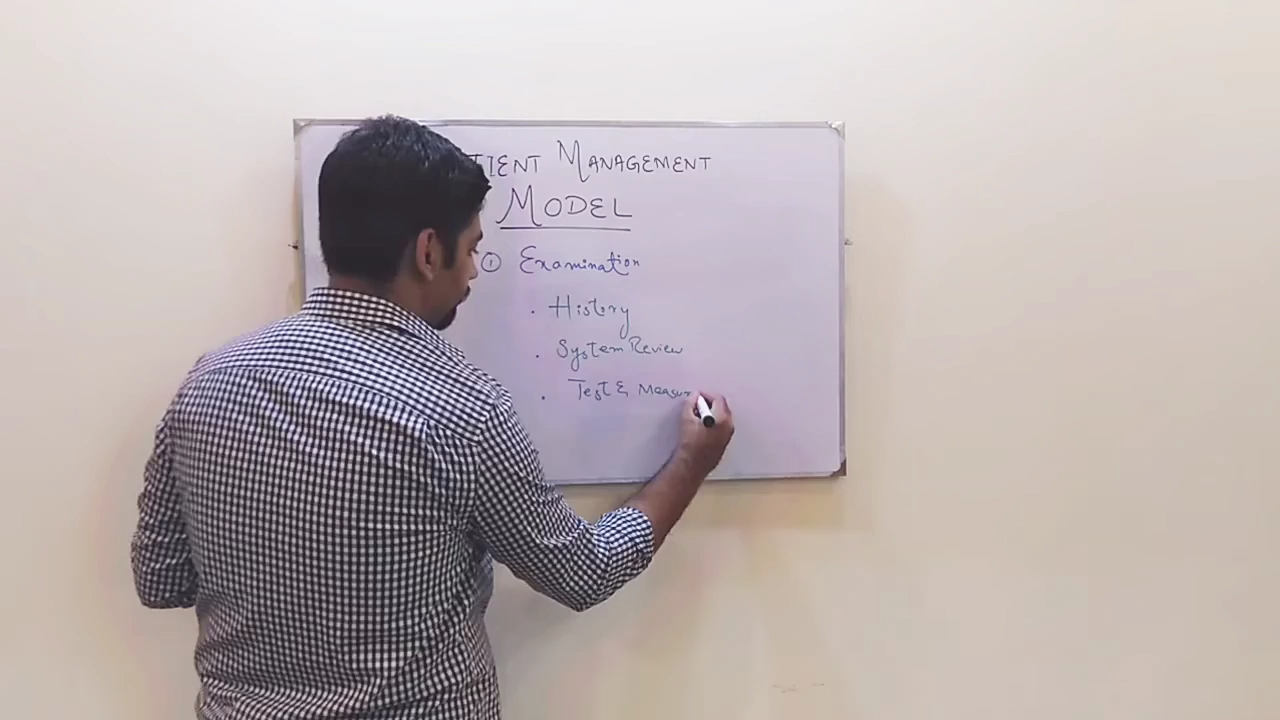 TIENT MANAGEMENT
MODEL
① Examination
• History
• System Review
• Test & Measur